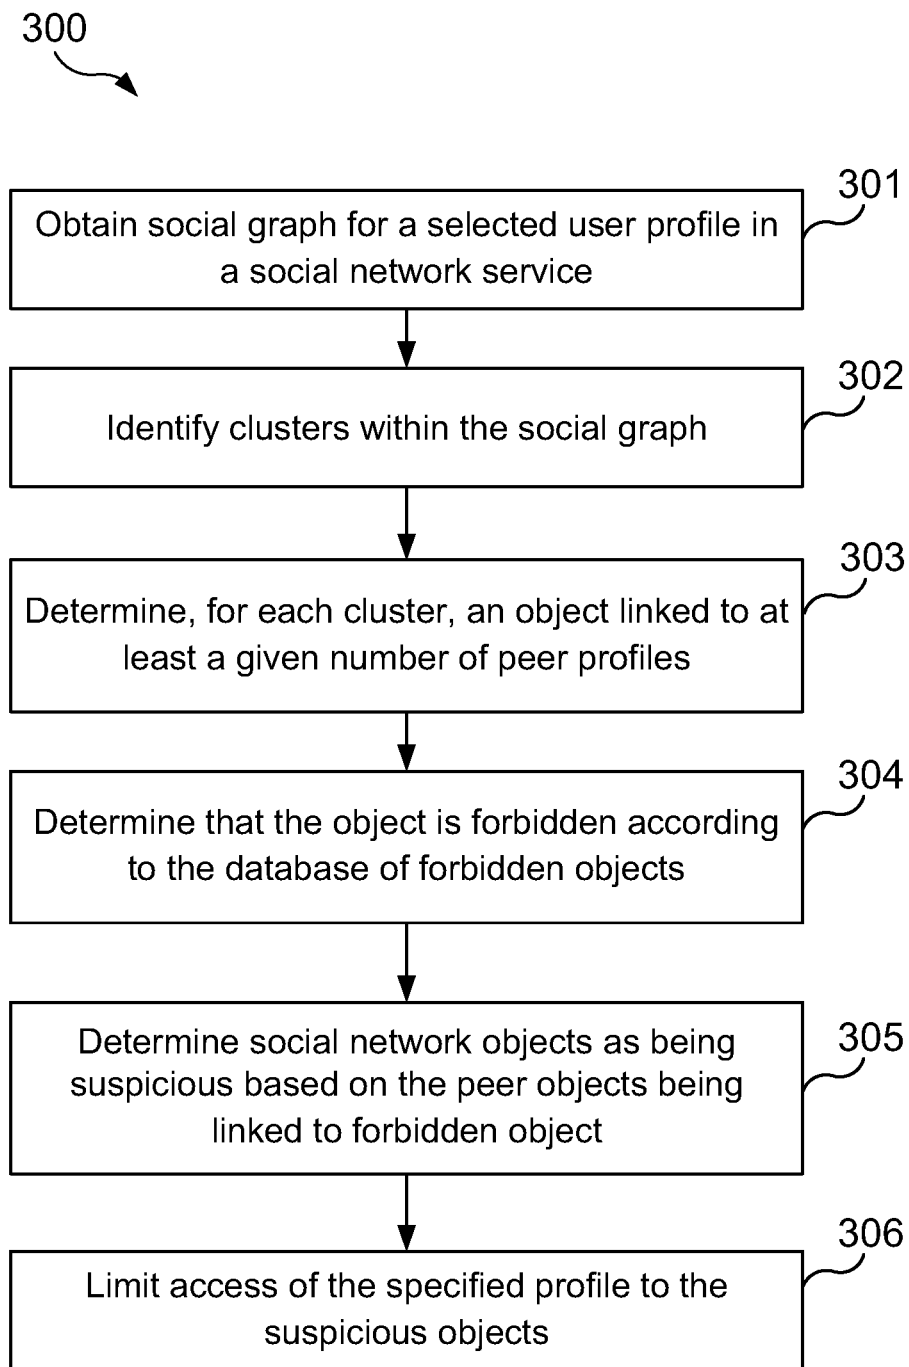 300
301
Obtain social graph for a selected user profile in
a social network service
302
Identify clusters within the social graph
303
Determine, for each cluster, an object linked to at
least a given number of peer profiles
304
Determine that the object is forbidden according
to the database of forbidden objects
305
Determine social network objects as being
suspicious based on the peer objects being
linked to forbidden object
306
Limit access of the specified profile to the
suspicious objects